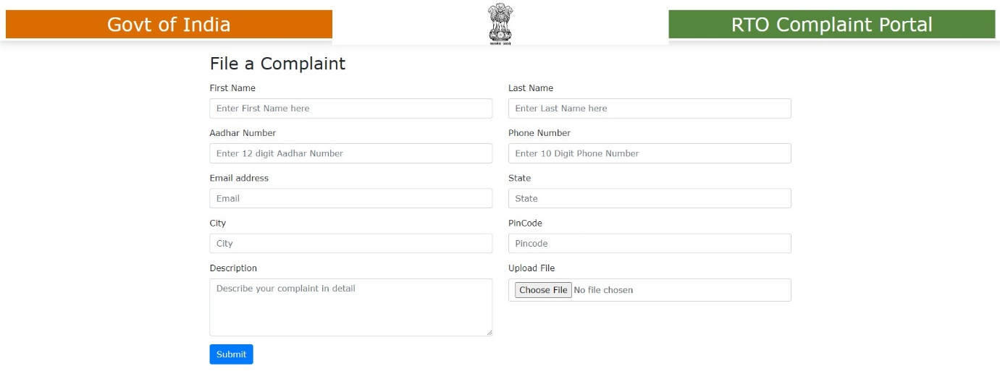 Govt of India
RTO Complaint Portal
File a Complaint
First Name
Last Name
Enter First Name here
Enter Last Name here
Aadhar Number
Phone Number
Enter 12 digit Aadhar Number
Enter 10 Digit Phone Number
Email address
State
Email
State
City
PinCode
City
Pincode
Description
Upload File
Describe your complaint in detail
Choose File No file chosen
Submit